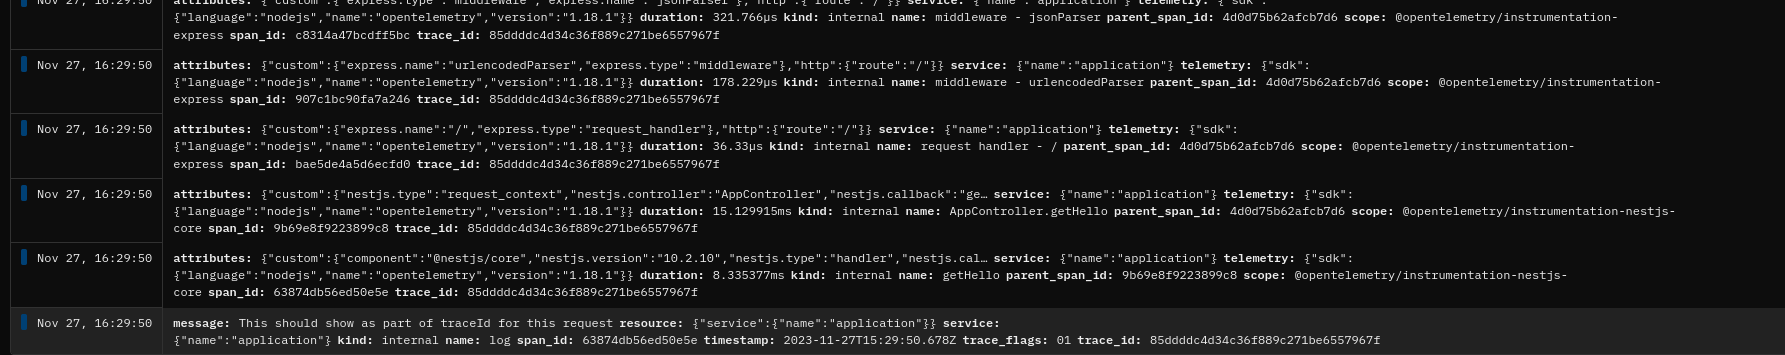 attributes: {"custom":{"express.type":"middleware","express.name":"jsonParser"},"http":{"route":"/"}} service: {"name":"application"} telemetry: {"sdk":
{"language":"nodejs","name":"opentelemetry","version":"1.18.1"}} duration: 321.766µs kind: internal name: middleware - jsonParser parent_span_id: 4d0d75b62afcb7d6 scope: @opentelemetry/instrumentation-
express span_id: c8314a47bcdff5bc trace_id: 85ddddc4d34c36f889c271be6557967f
Nov 27, 16:29:50 attributes: {"custom":{"express.name":"urlencodedParser","express.type":"middleware"},"http":{"route":"/"}} service: {"name":"application"} telemetry: {"sdk":
{"language":"nodejs","name":"opentelemetry","version":"1.18.1"}} duration: 178.229µs kind: internal name: middleware - urlencodedParser parent_span_id: 4d0d75b62afcb7d6 scope: @opentelemetry/instrumentation-
express span_id: 907c1bc90fa7a246 trace_id: 85ddddc4d34c36f889c271be6557967f
Nov 27, 16:29:50 attributes: {"custom":{"express.name":"/","express.type":"request_handler"},"http":{"route":"/"}} service: {"name":"application"} telemetry: {"sdk":
{"language":"nodejs","name":"opentelemetry","version":"1.18.1"}} duration: 36.33µs kind: internal name: request handler - / parent_span_id: 4d0d75b62afcb7d6 scope: @opentelemetry/instrumentation-
express span_id: bae5de4a5d6ecfd0 trace_id: 85ddddc4d34c36f889c271be6557967f
Nov 27, 16:29:50 attributes: {"custom":{"nestjs.type":"request_context","nestjs.controller":"AppController","nestjs.callback":"ge… service: {"name":"application"} telemetry: {"sdk":
{"language":"nodejs","name":"opentelemetry","version":"1.18.1"}} duration: 15.129915ms kind: internal name: AppController.getHello parent_span_id: 4d0d75b62afcb7d6 scope: @opentelemetry/instrumentation-nestjs-
core span_id: 9b69e8f9223899c8 trace_id: 85ddddc4d34c36f889c271be6557967f
Nov 27, 16:29:50 attributes: {"custom":{"component":"@nestjs/core","nestjs.version":"10.2.10","nestjs.type":"handler","nestjs.cal… service: {"name":"application"} telemetry: {"sdk":
{"language":"nodejs","name":"opentelemetry","version":"1.18.1"}} duration: 8.335377ms kind: internal name: getHello parent_span_id: 9b69e8f9223899c8 scope: @opentelemetry/instrumentation-nestjs-
core span_id: 63874db56ed50e5e trace_id: 85ddddc4d34c36f889c271be6557967f
Nov 27, 16:29:50 message: This should show as part of traceId for this request resource: {"service":{"name":"application"}} service:
{"name":"application"} kind: internal name: log span_id: 63874db56ed50e5e timestamp: 2023-11-27T15:29:50.678Z trace_flags: 01 trace_id: 85ddddc4d34c36f889c271be6557967f